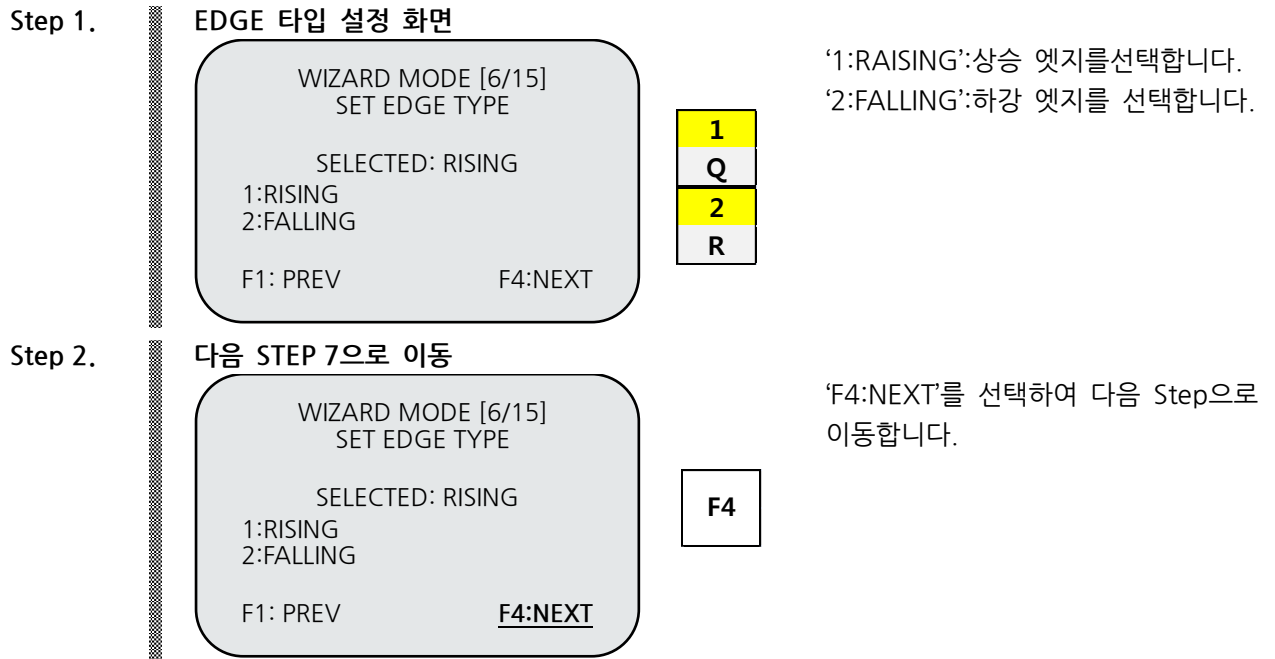 Step 1.
EDGE 타입 설정 화면
WIZARD MODE [6/15]
SET EDGE TYPE
SELECTED: RISING
1:RISING
2:FALLING
F1: PREV F4:NEXT
1
Q
2
R
‘1:RAISING’:상승 엣지를선택합니다.
‘2:FALLING’:하강 엣지를 선택합니다.
Step 2.
다음 STEP 7으로 이동
WIZARD MODE [6/15]
SET EDGE TYPE
SELECTED: RISING
1:RISING
2:FALLING
F1: PREV F4:NEXT
F4
‘F4:NEXT’를 선택하여 다음 Step으로
이동합니다.